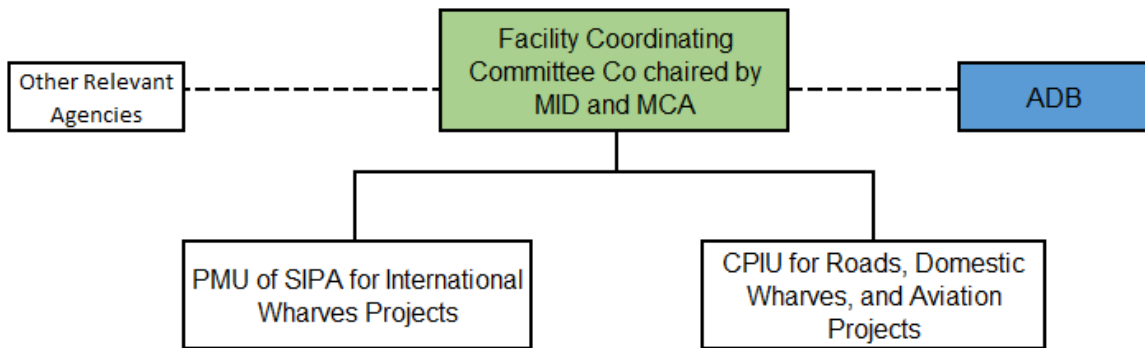 Facility Coordinating
Committee Co chaired by
MID and MCA
Other Relevant
Agencies
ADB
PMU of SIPA for International
Wharves Projects
CPIU for Roads, Domestic
Wharves, and Aviation
Projects